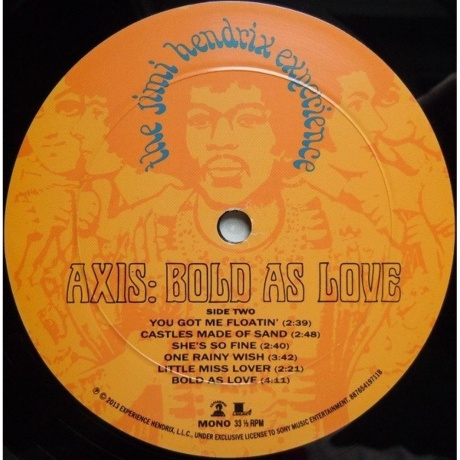 the jimi hendrix experience
AXIS: BOLD AS LOVE
SIDE TWO
YOU GOT ME FLOATIN' (2:39)
CASTLES MADE OF SAND (2:48)
SHE'S SO FINE (2:40)
ONE RAINY WISH (3:42)
LITTLE MISS LOVER (2:21)
BOLD AS LOVE (4:11)
MONO 33 ⅓ RPM
℗ © 2013 EXPERIENCE HENDRIX, L.L.C., UNDER EXCLUSIVE LICENSE TO SONY MUSIC ENTERTAINMENT. 887654197118